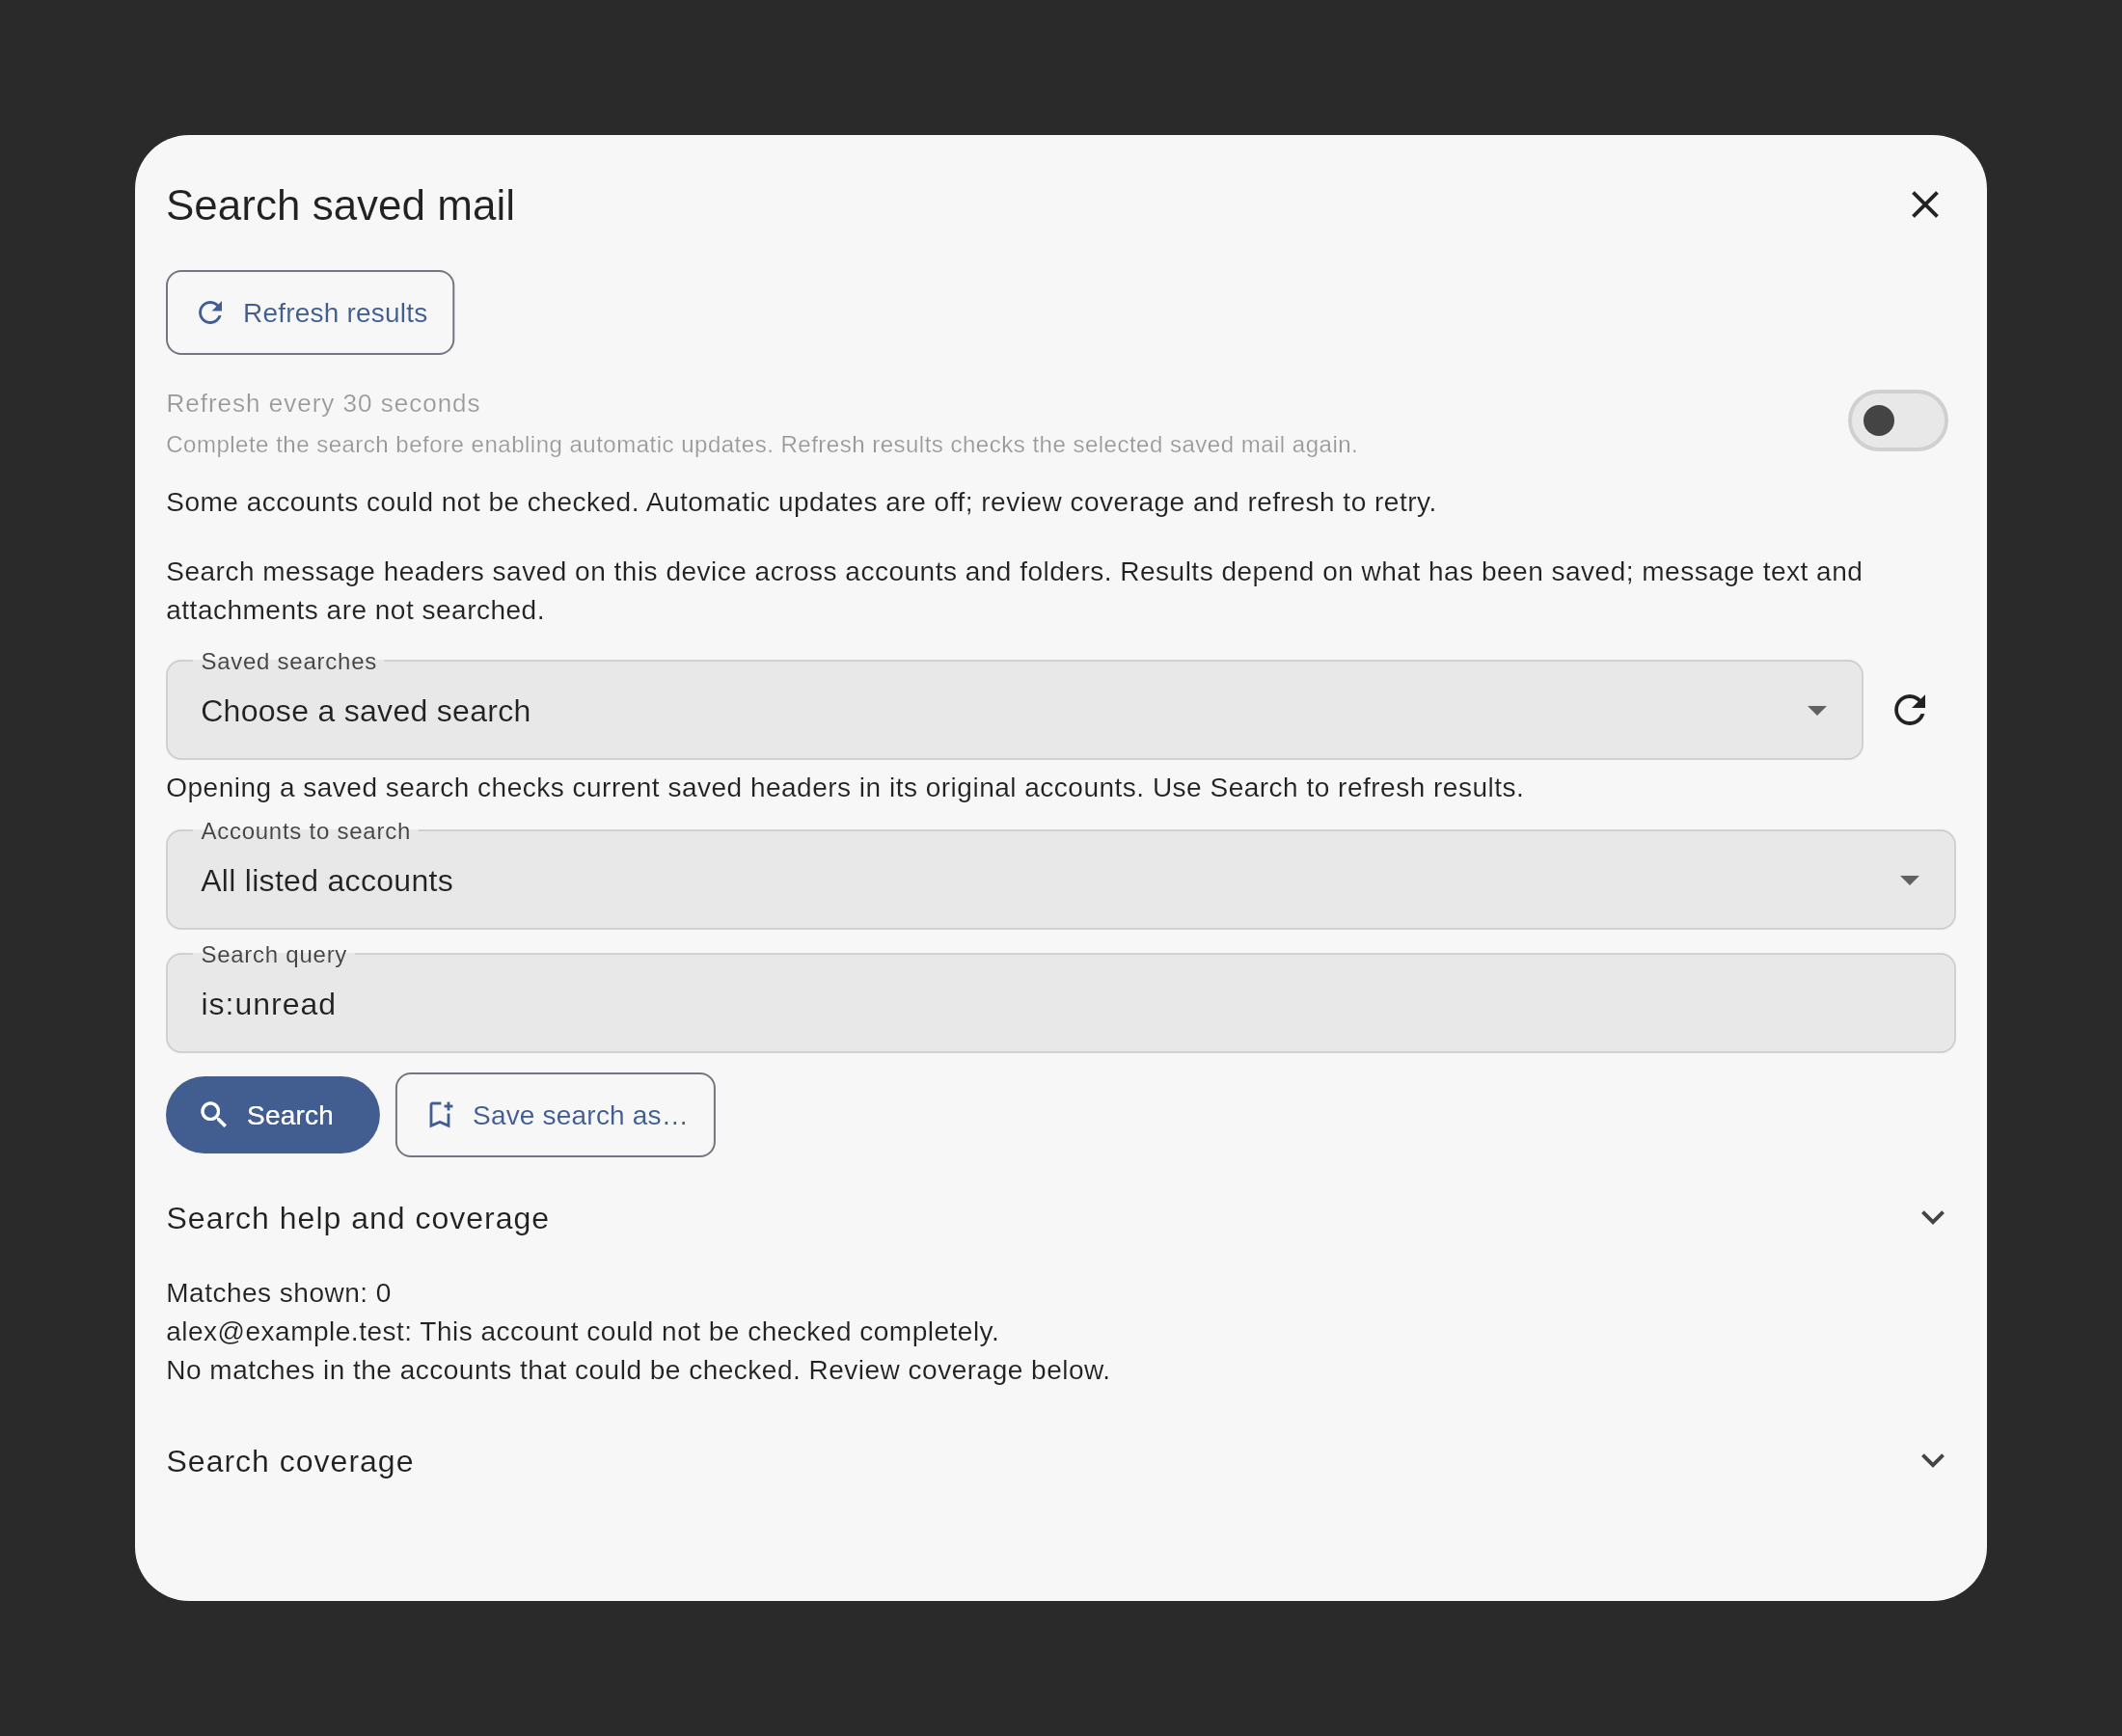 Search saved mail
Refresh results
Refresh every 30 seconds
Complete the search before enabling automatic updates. Refresh results checks the selected saved mail again.
Some accounts could not be checked. Automatic updates are off; review coverage and refresh to retry.
Search message headers saved on this device across accounts and folders. Results depend on what has been saved; message text and
attachments are not searched.
Saved searches
Choose a saved search
Opening a saved search checks current saved headers in its original accounts. Use Search to refresh results.
Accounts to search
All listed accounts
Search query
is:unread
Search
Save search as…
Search help and coverage
Matches shown: 0
alex@example.test: This account could not be checked completely.
No matches in the accounts that could be checked. Review coverage below.
Search coverage